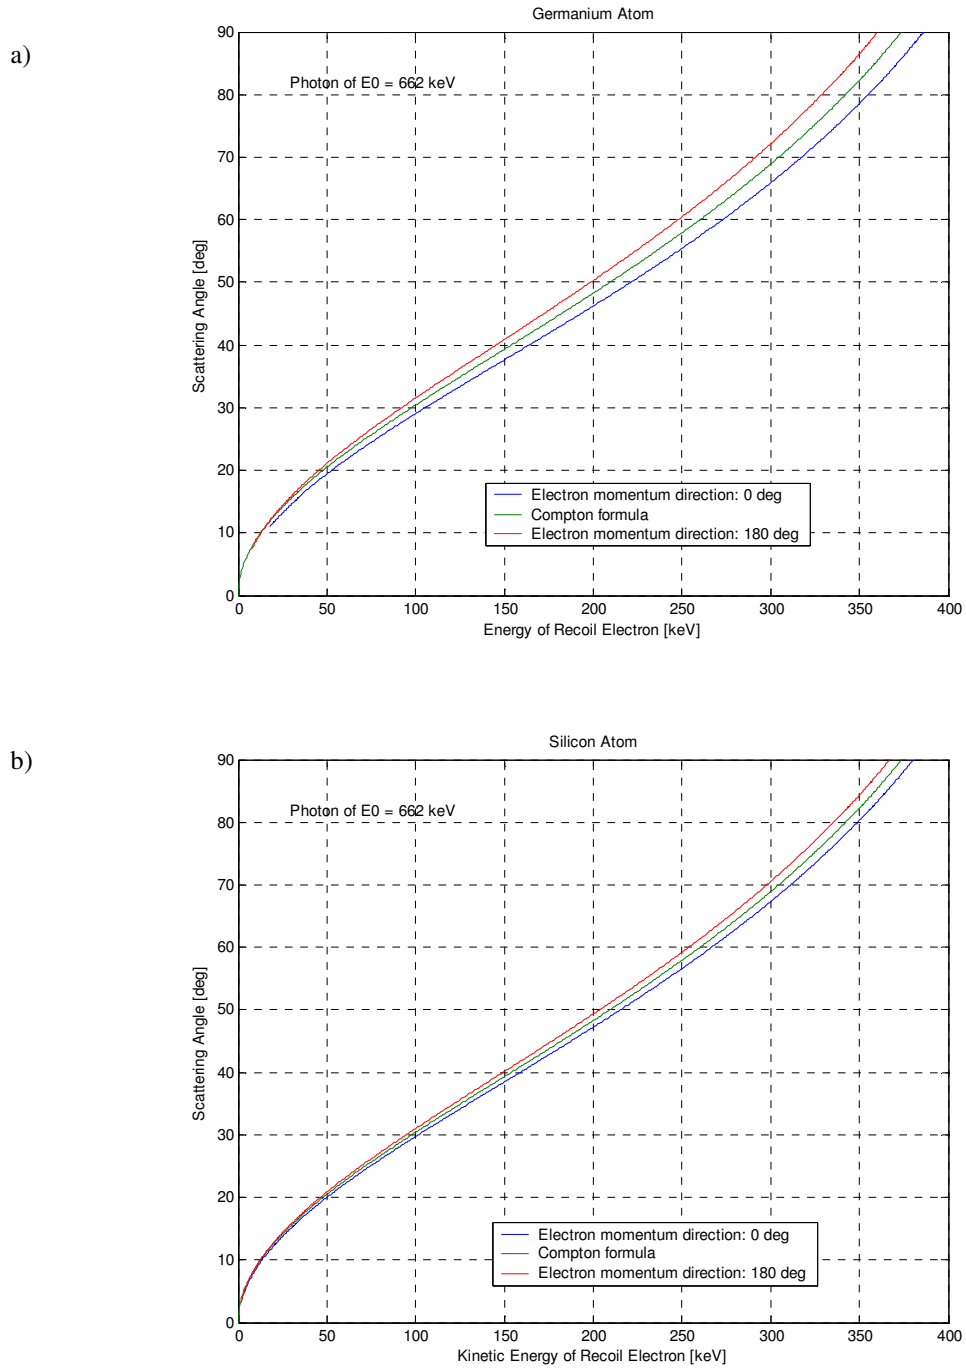 a)
Germanium Atom
Photon of E0 = 662 keV
Scattering Angle [deg]
90
80
70
60
50
40
30
20
10
0
Electron momentum direction: 0 deg
Compton formula
Electron momentum direction: 180 deg
0 50 100 150 200 250 300 350 400
Energy of Recoil Electron [keV]
b)
Silicon Atom
Photon of E0 = 662 keV
Scattering Angle [deg]
90
80
70
60
50
40
30
20
10
0
Electron momentum direction: 0 deg
Compton formula
Electron momentum direction: 180 deg
0 50 100 150 200 250 300 350 400
Kinetic Energy of Recoil Electron [keV]